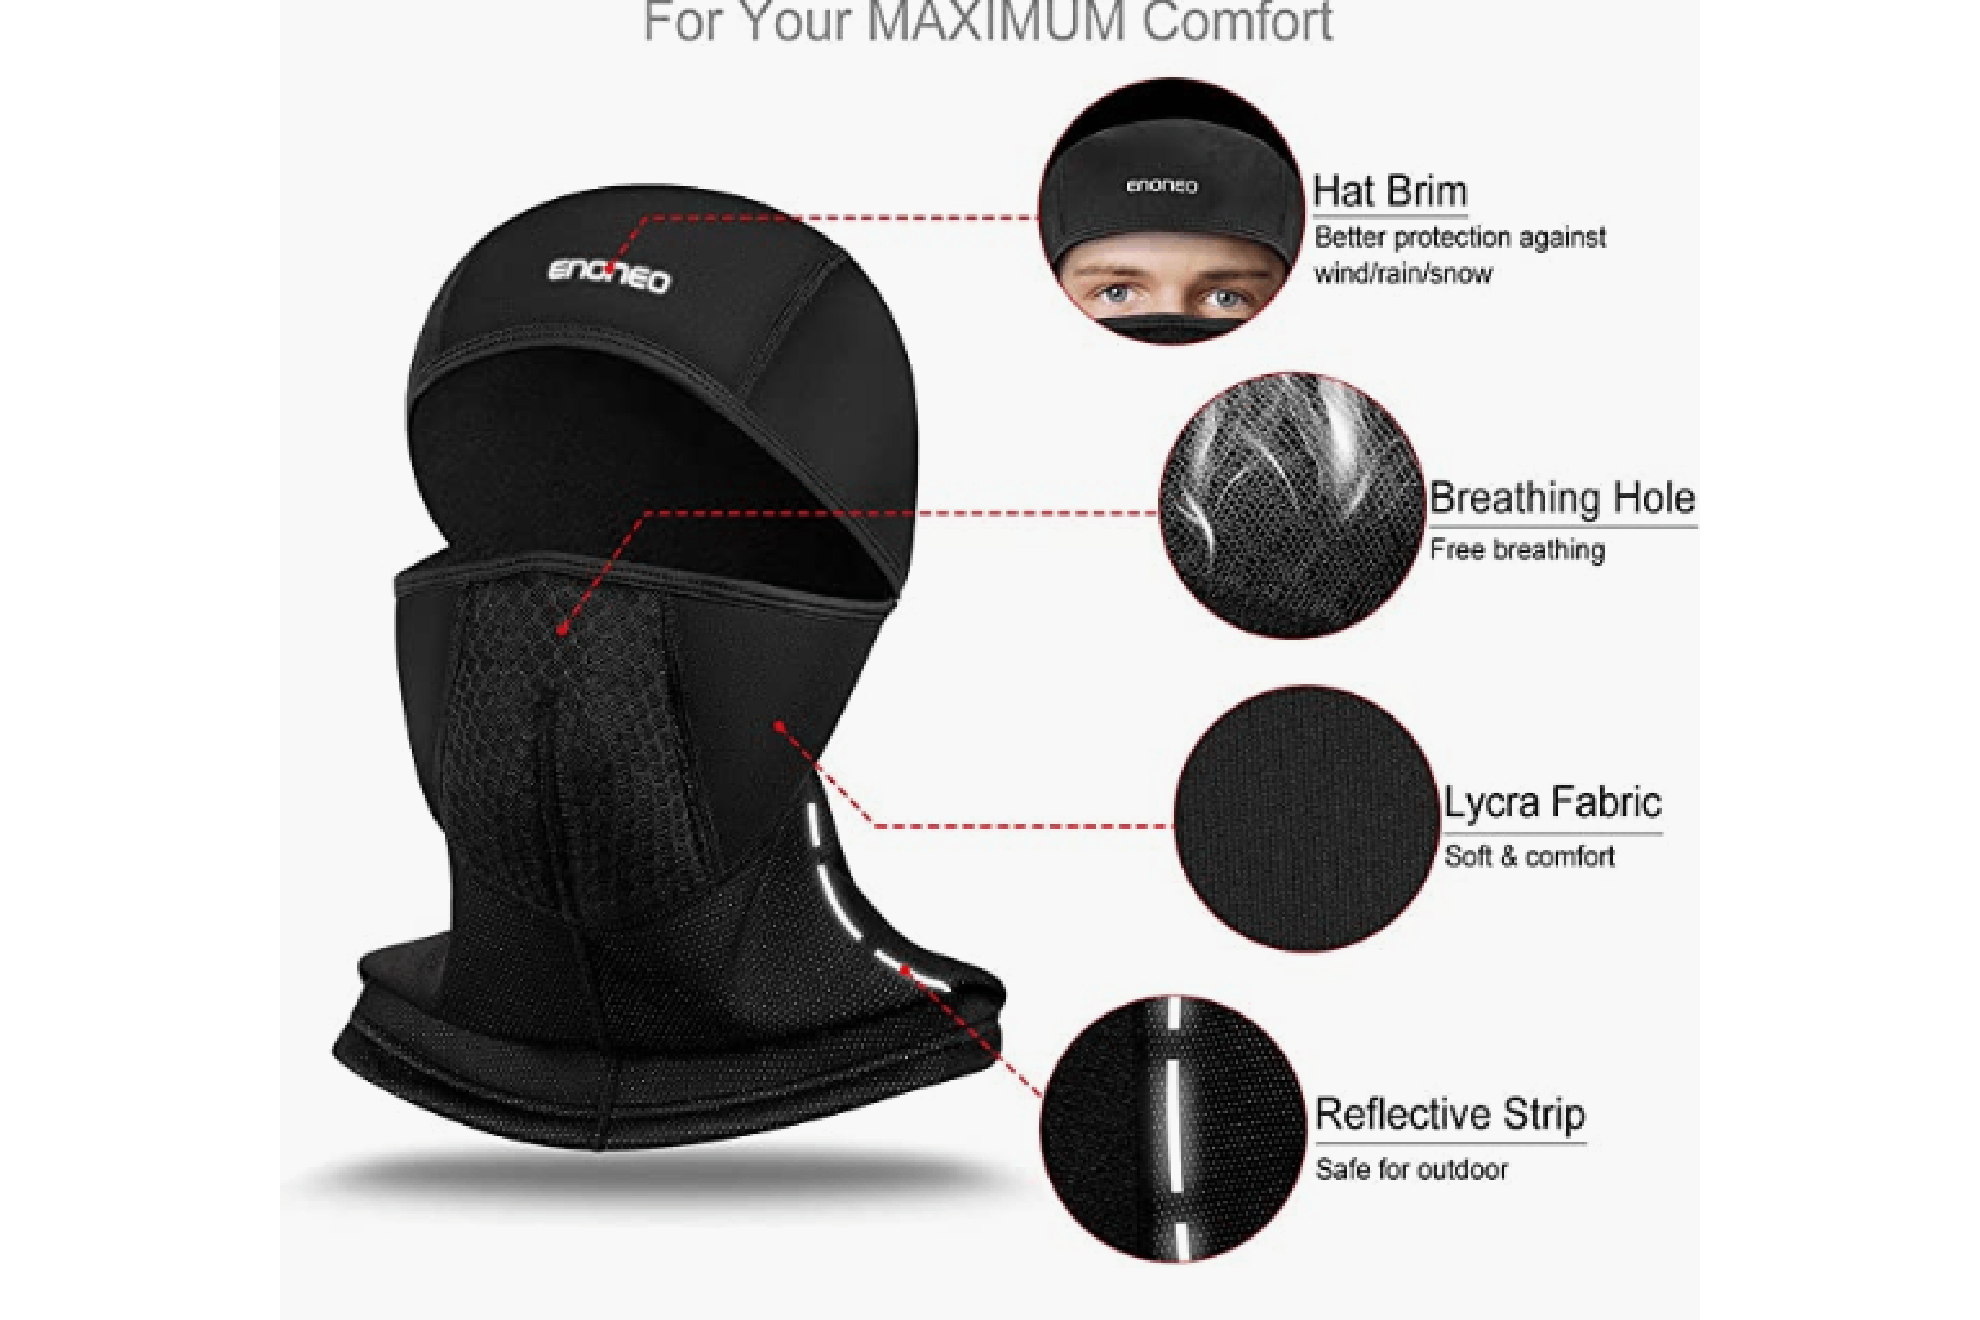 For Your MAXIMUM Comfort
enoneo
enoneo
Hat Brim
Better protection against
wind/rain/snow
Breathing Hole
Free breathing
Lycra Fabric
Soft & comfort
Reflective Strip
Safe for outdoor